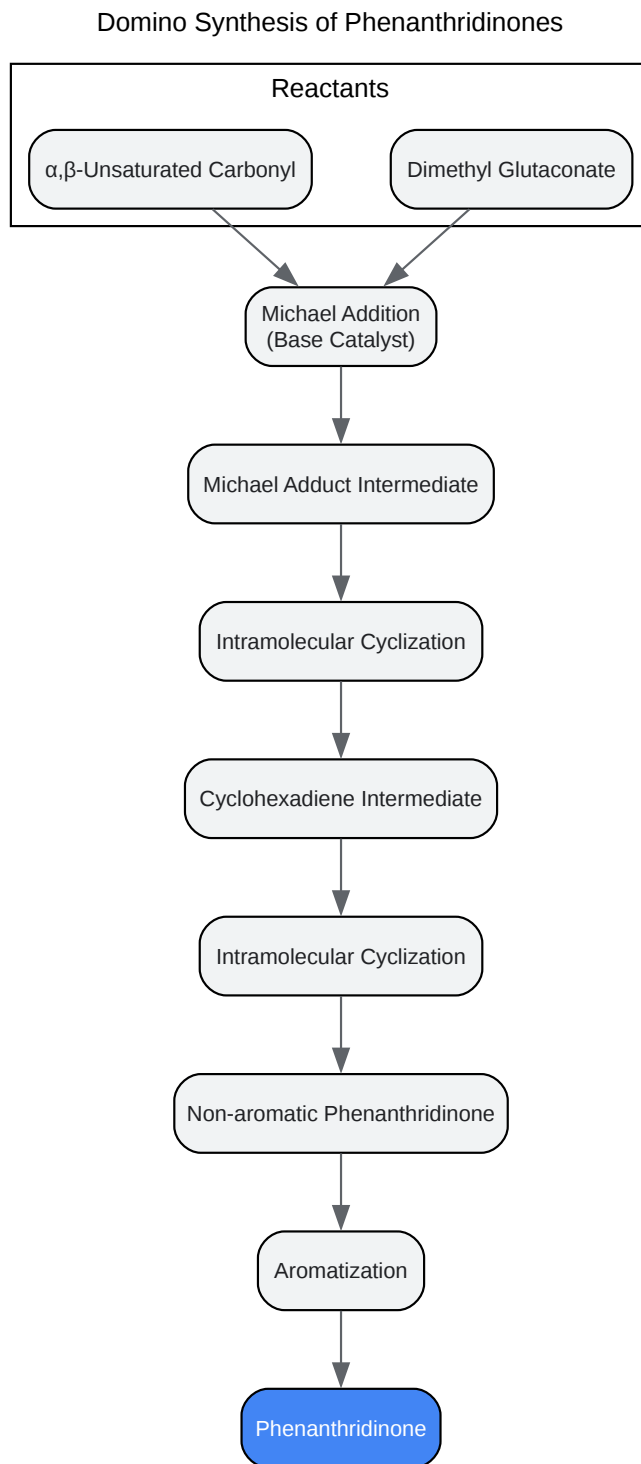 Domino Synthesis of Phenanthridinones
Reactants
α,β-Unsaturated Carbonyl
Dimethyl Glutaconate
Michael Addition
(Base Catalyst)
Michael Adduct Intermediate
Intramolecular Cyclization
Cyclohexadiene Intermediate
Intramolecular Cyclization
Non-aromatic Phenanthridinone
Aromatization
Phenanthridinone